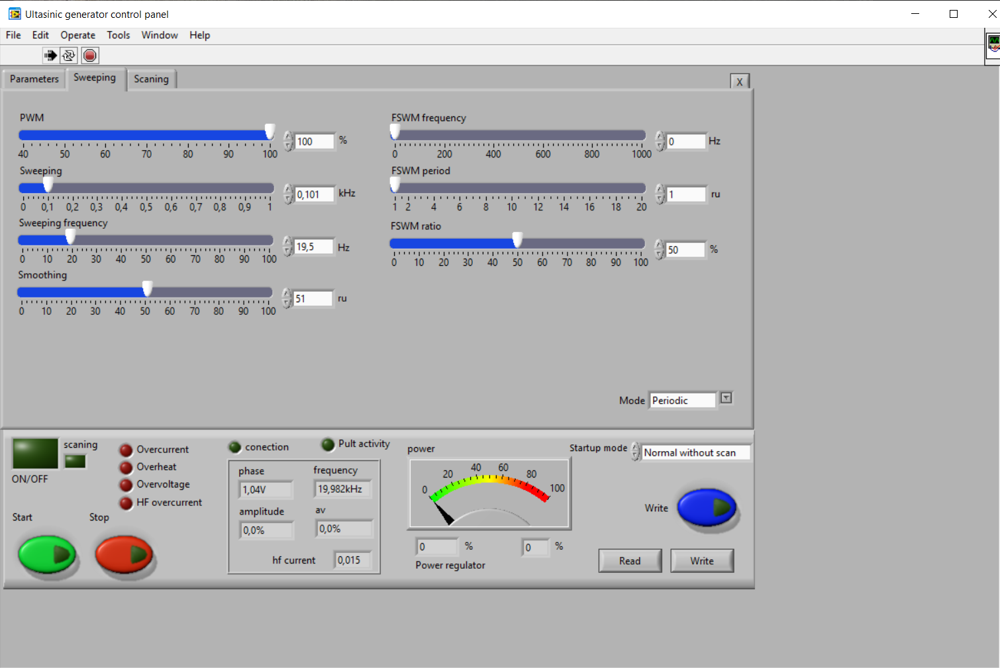 Ultasinic generator control panel
File Edit Operate Tools Window Help
Parameters Sweeping Scaning
X
PWM
40 50 60 70 80 90 100
100 %
Sweeping
0 0,1 0,2 0,3 0,4 0,5 0,6 0,7 0,8 0,9 1
0,101 kHz
Sweeping frequency
0 10 20 30 40 50 60 70 80 90 100
19,5 Hz
Smoothing
0 10 20 30 40 50 60 70 80 90 100
51 ru
FSWM frequency
0 200 400 600 800 1000
0 Hz
FSWM period
1 2 4 6 8 10 12 14 16 18 20
1 ru
FSWM ratio
0 10 20 30 40 50 60 70 80 90 100
50 %
Mode Periodic
scaning
ON/OFF
Overcurrent
Overheat
Overvoltage
HF overcurrent
Start Stop
conection
Pult activity
phase frequency
1,04V 19,982kHz
amplitude av
0,0% 0,0%
hf current 0,015
power
0 20 40 60 80 100
0 % 0 %
Power regulator
Startup mode Normal without scan
Write
Read Write